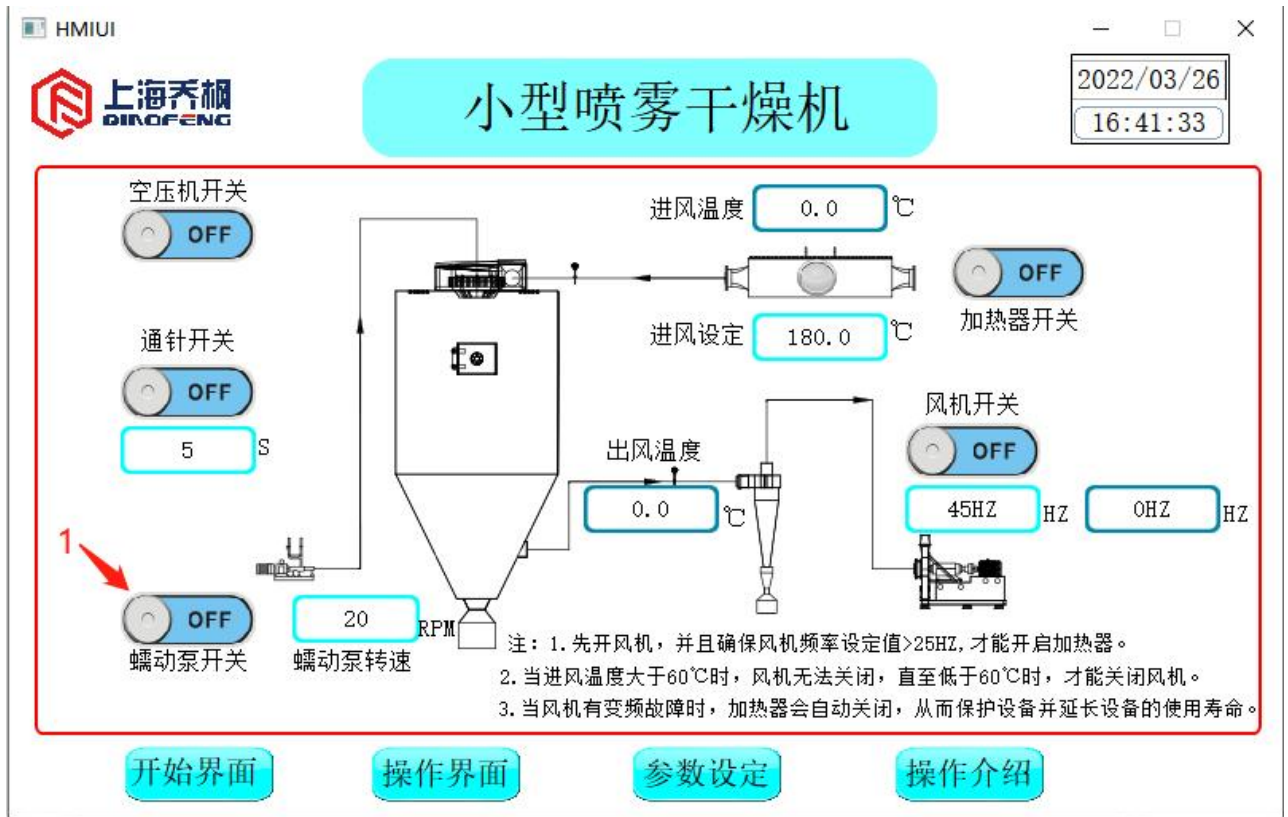 HMIUI
上海乔枫
QIAOFENG
小型喷雾干燥机
2022/03/26
16:41:33
空压机开关
OFF
进风温度 0.0 ℃
OFF
加热器开关
进风设定 180.0 ℃
通针开关
OFF
5 S
风机开关
OFF
45HZ HZ 0HZ HZ
出风温度
0.0 ℃
1
OFF
蠕动泵开关
20 RPM
蠕动泵转速
注：1.先开风机，并且确保风机频率设定值>25HZ,才能开启加热器。
2.当进风温度大于60℃时，风机无法关闭，直至低于60℃时，才能关闭风机。
3.当风机有变频故障时，加热器会自动关闭，从而保护设备并延长设备的使用寿命。
开始界面 操作界面 参数设定 操作介绍